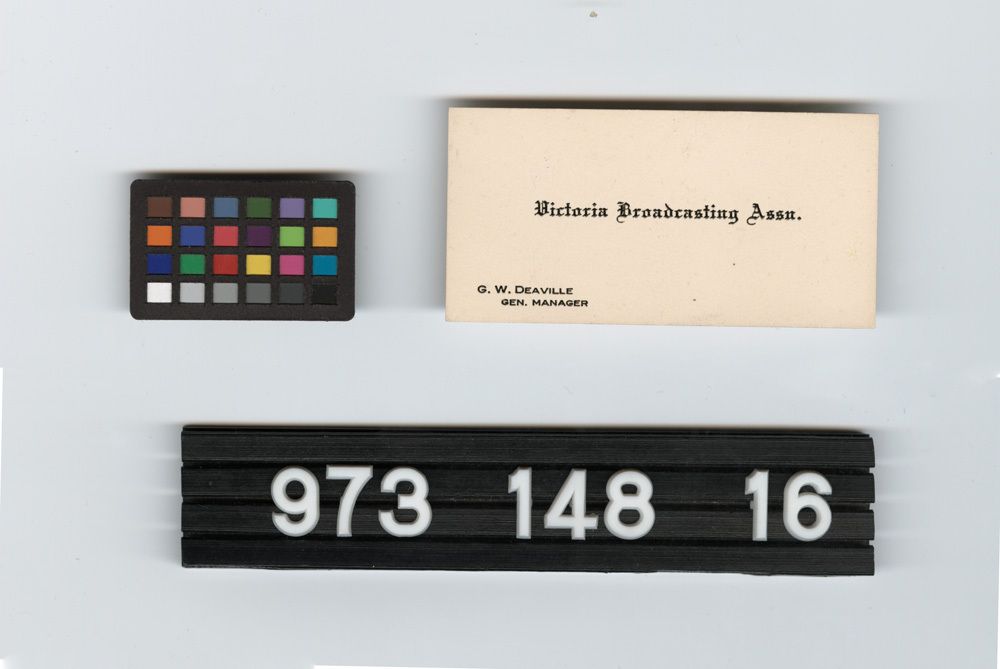 Victoria Broadcasting Assn.
G. W. DEAVILLE
GEN. MANAGER
973 148 16